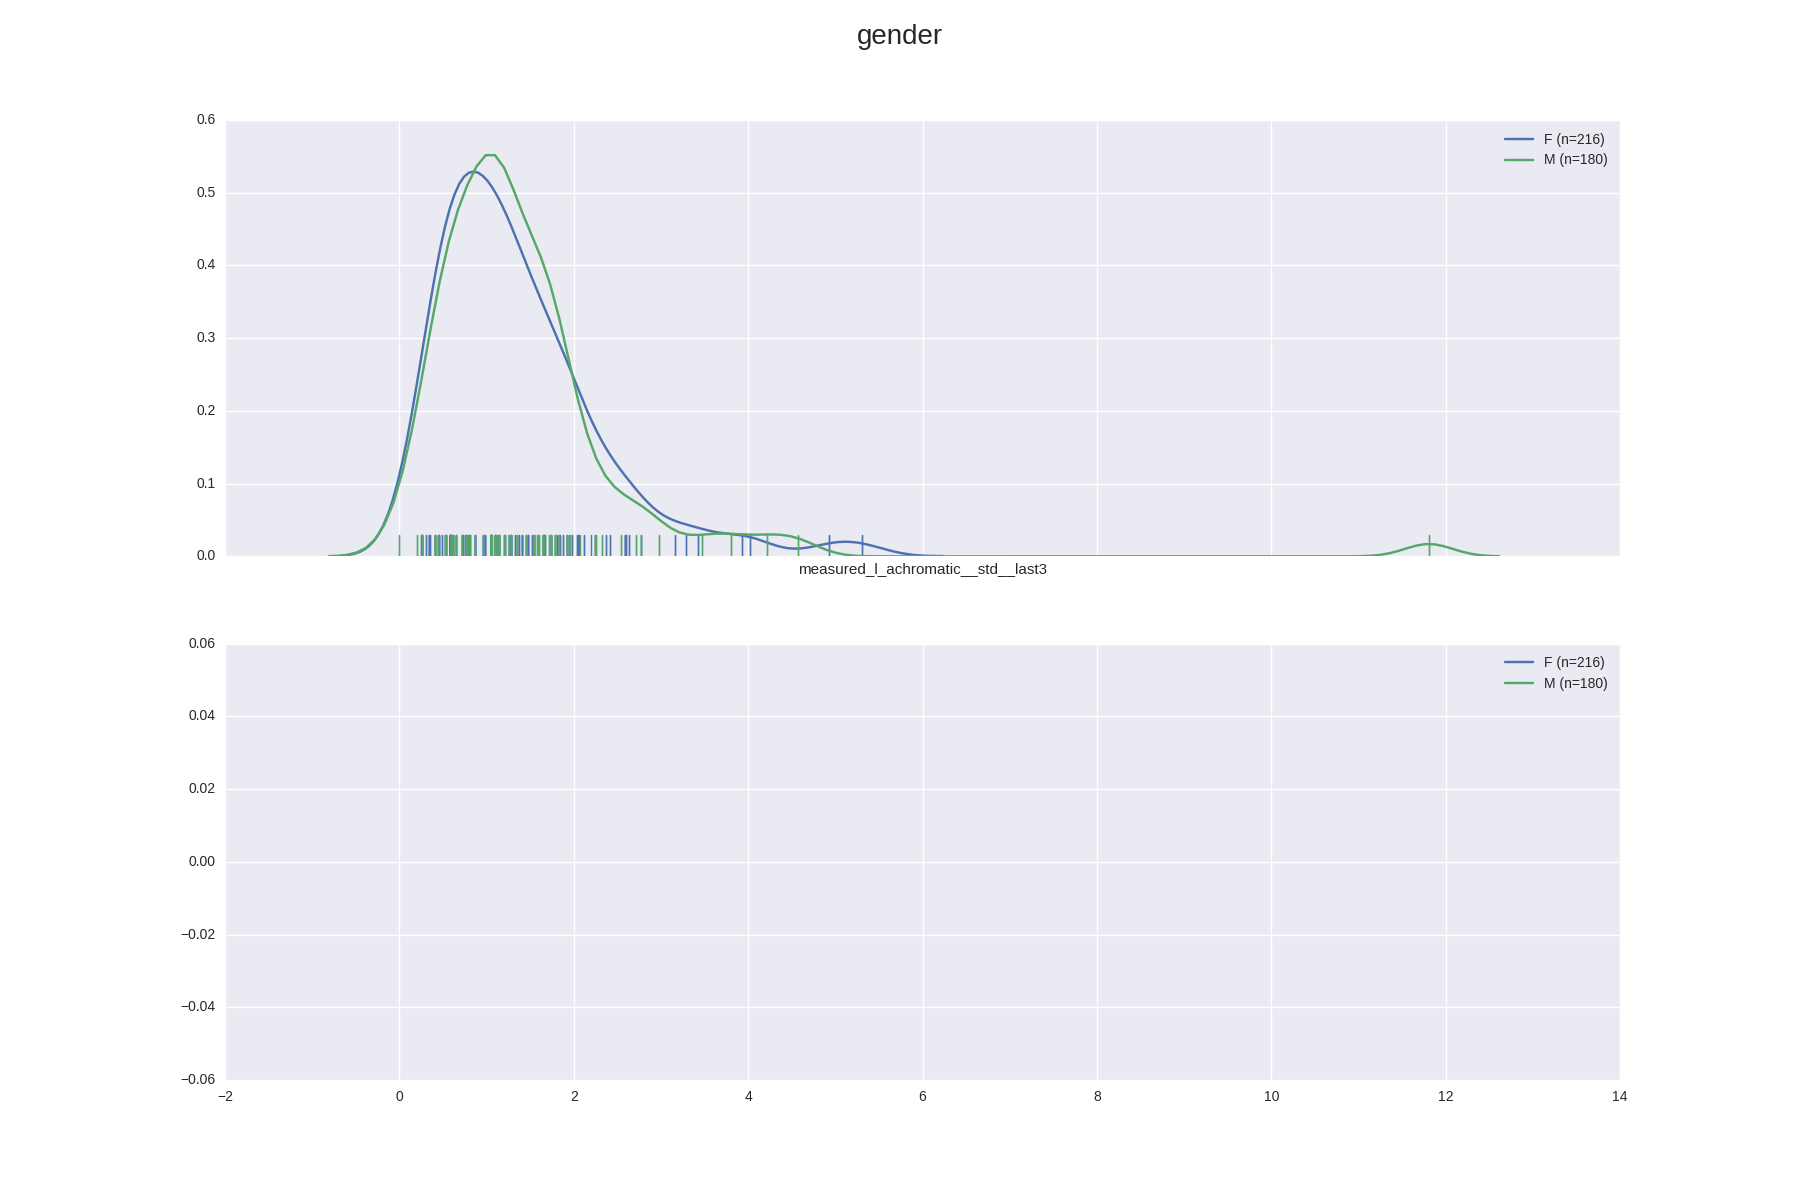 gender
0.6
0.5
0.4
0.3
0.2
0.1
0.0
F (n=216)
M (n=180)
measured_l_achromatic__std__last3
0.06
0.04
0.02
0.00
−0.02
−0.04
−0.06
F (n=216)
M (n=180)
−2 0 2 4 6 8 10 12 14